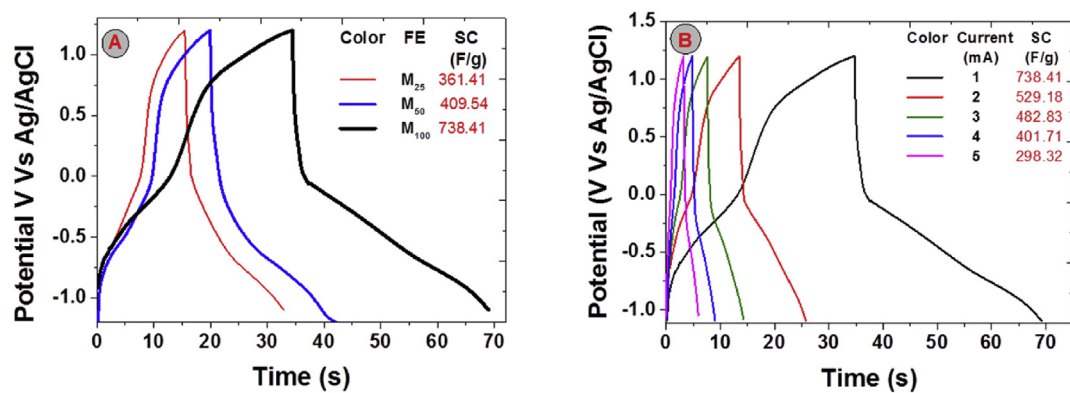 A
Color FE SC
(F/g)
M25 361.41
M50 409.54
M100 738.41
Potential V Vs Ag/AgCl
1.0
0.5
0.0
-0.5
-1.0
0 10 20 30 40 50 60 70
Time (s)
B
Color Current SC
(mA) (F/g)
1 738.41
2 529.18
3 482.83
4 401.71
5 298.32
Potential (V Vs Ag/AgCl)
1.5
1.0
0.5
0.0
-0.5
-1.0
0 10 20 30 40 50 60 70
Time (s)